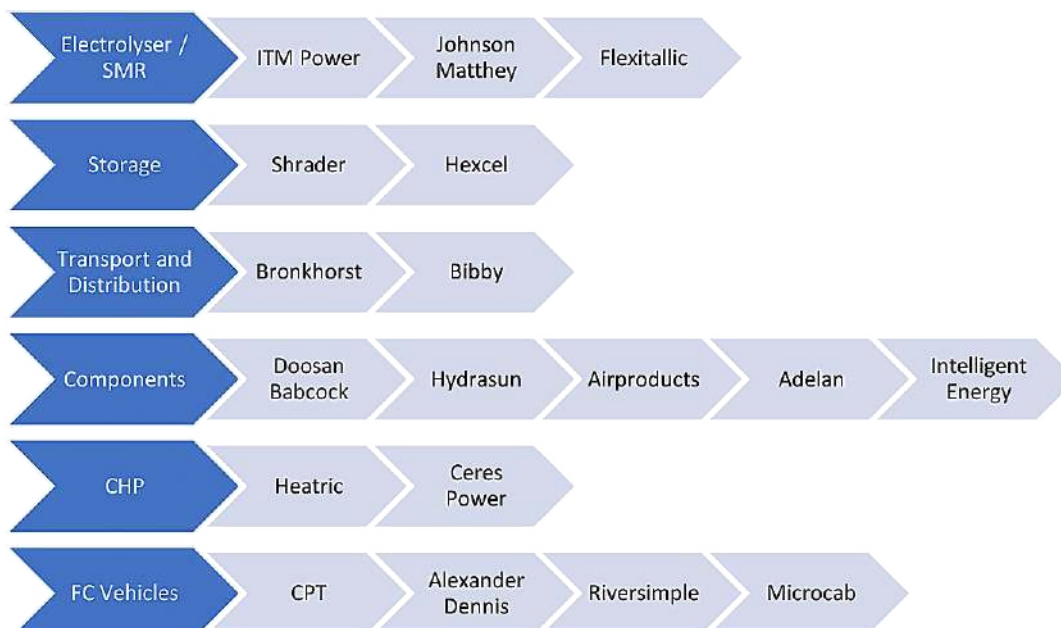 Electrolyser /
SMR
ITM Power
Johnson
Matthey
Flexitallic
Storage
Shrader
Hexcel
Transport and
Distribution
Bronkhorst
Bibby
Components
Doosan
Babcock
Hydrasun
Airproducts
Adelan
Intelligent
Energy
CHP
Heatric
Ceres
Power
FC Vehicles
CPT
Alexander
Dennis
Riversimple
Microcab